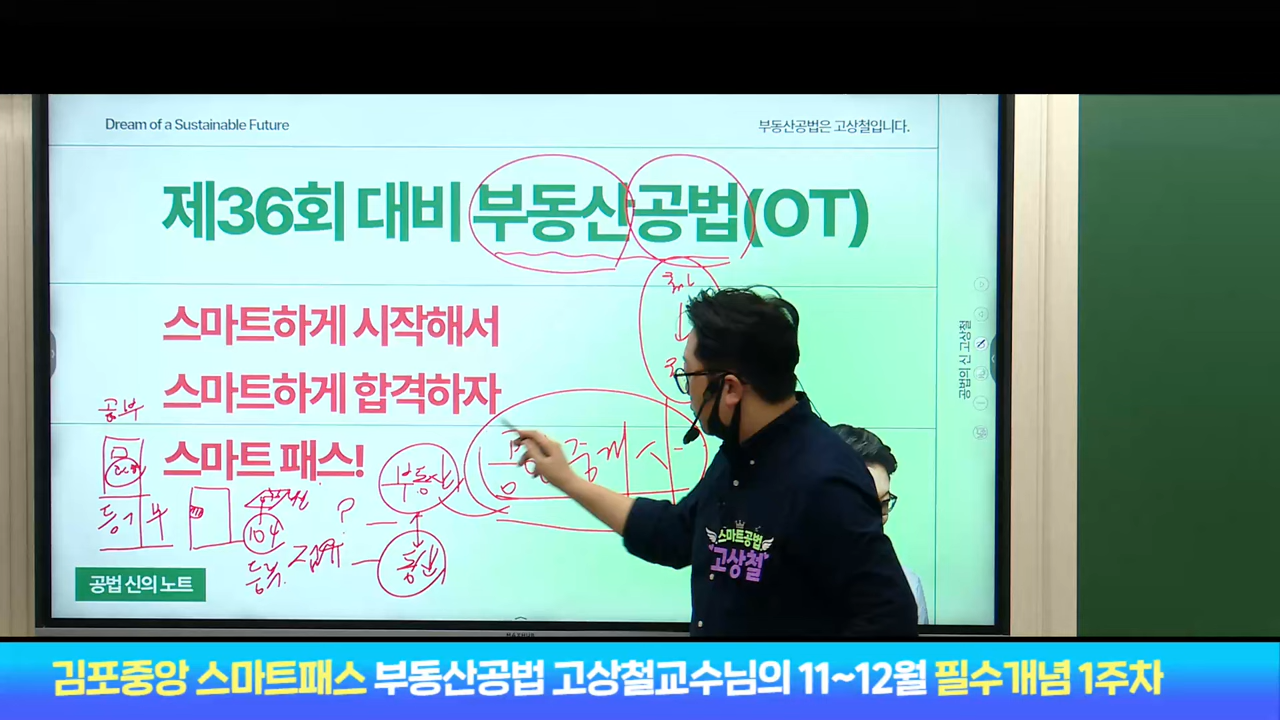 Dream of a Sustainable Future
부동산공법은 고상철입니다.
제36회 대비 부동산공법(OT)
스마트하게 시작해서
스마트하게 합격하자
스마트 패스!
공법의 신 고상철
공부
등기부
부동산
?
104
등록
동산
공법 신의 노트
스마트공법
고상철
김포중앙 스마트패스 부동산공법 고상철교수님의 11~12월 필수개념 1주차